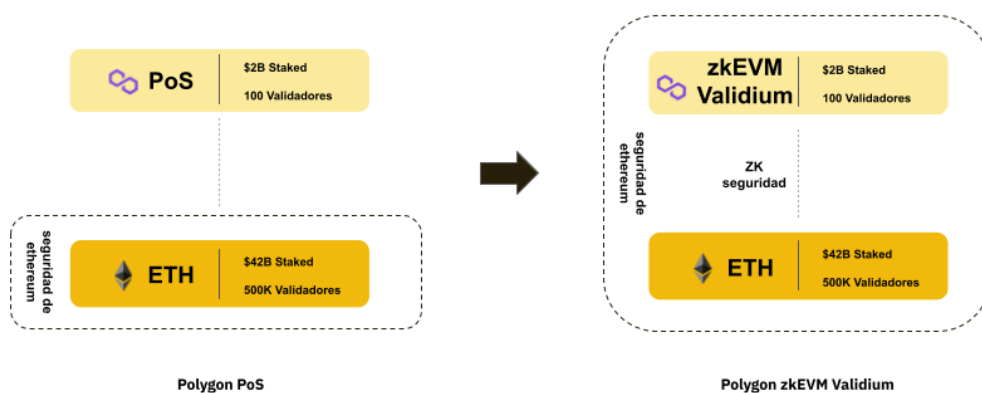 PoS
$2B Staked
100 Validadores
seguridad de
ethereum
ETH
$42B Staked
500K Validadores
Polygon PoS
zkEVM
Validium
$2B Staked
100 Validadores
seguridad de
ethereum
ZK
seguridad
ETH
$42B Staked
500K Validadores
Polygon zkEVM Validium